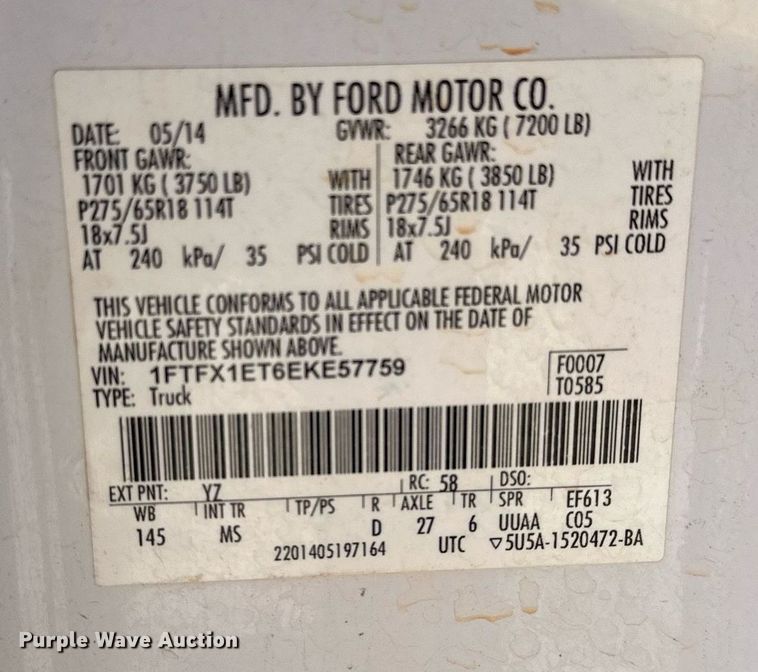 MFD. BY FORD MOTOR CO.
DATE: 05/14 GVWR: 3266 KG ( 7200 LB)
FRONT GAWR: REAR GAWR:
1701 KG ( 3750 LB) WITH 1746 KG ( 3850 LB) WITH
P275/65R18 114T TIRES P275/65R18 114T TIRES
18x7.5J RIMS 18x7.5J RIMS
AT 240 kPa/ 35 PSI COLD AT 240 kPa/ 35 PSI COLD
THIS VEHICLE CONFORMS TO ALL APPLICABLE FEDERAL MOTOR
VEHICLE SAFETY STANDARDS IN EFFECT ON THE DATE OF
MANUFACTURE SHOWN ABOVE.
VIN: 1FTFX1ET6EKE57759 F0007
TYPE: Truck T0585
EXT PNT: YZ RC: 58 DSO:
WB INT TR TP/PS R AXLE TR SPR EF613
145 MS D 27 6 UUAA C05
2201405197164 UTC ▽5U5A-1520472-BA
Purple Wave Auction